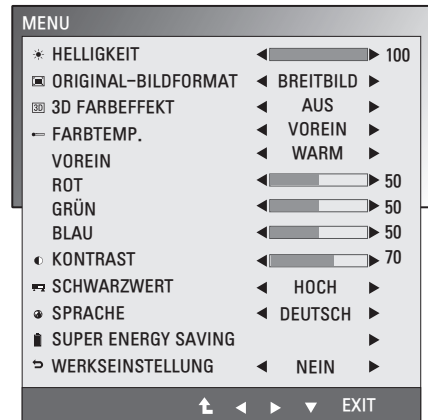 MENU
HELLIGKEIT 100
ORIGINAL-BILDFORMAT BREITBILD
3D 3D FARBEFFEKT AUS
FARBTEMP. VOREIN
VOREIN WARM
ROT 50
GRÜN 50
BLAU 50
KONTRAST 70
SCHWARZWERT HOCH
SPRACHE DEUTSCH
SUPER ENERGY SAVING
WERKSEINSTELLUNG NEIN
EXIT